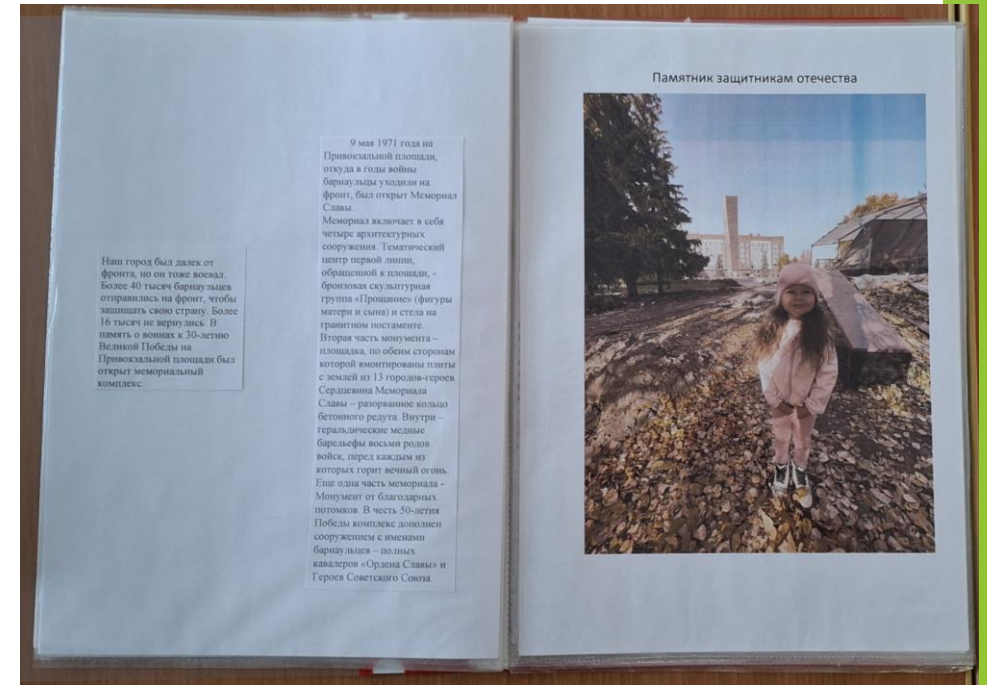 Наш город был далек от
фронта, но он тоже воевал.
Более 40 тысяч барнаульцев
отправились на фронт, чтобы
защищать свою страну. Более
16 тысяч не вернулись. В
память о воинах к 30-летию
Великой Победы на
Привокзальной площади был
открыт мемориальный
комплекс.
9 мая 1971 года на
Привокзальной площади,
откуда в годы войны
барнаульцы уходили на
фронт, был открыт Мемориал
Славы.
Мемориал включает в себя
четыре архитектурных
сооружения. Тематический
центр первой линии,
обращенной к площади, -
бронзовая скульптурная
группа «Прощание» (фигуры
матери и сына) и стела на
гранитном постаменте.
Вторая часть монумента –
площадка, по обеим сторонам
которой вмонтированы плиты
с землей из 13 городов-героев.
Сердцевина Мемориала
Славы – разорванное кольцо
бетонного редута. Внутри –
геральдические медные
барельефы восьми родов
войск, перед каждым из
которых горит вечный огонь.
Еще одна часть мемориала -
Монумент от благодарных
потомков. В честь 50-летия
Победы комплекс дополнен
сооружением с именами
барнаульцев – полных
кавалеров «Ордена Славы» и
Героев Советского Союза.
Памятник защитникам отечества